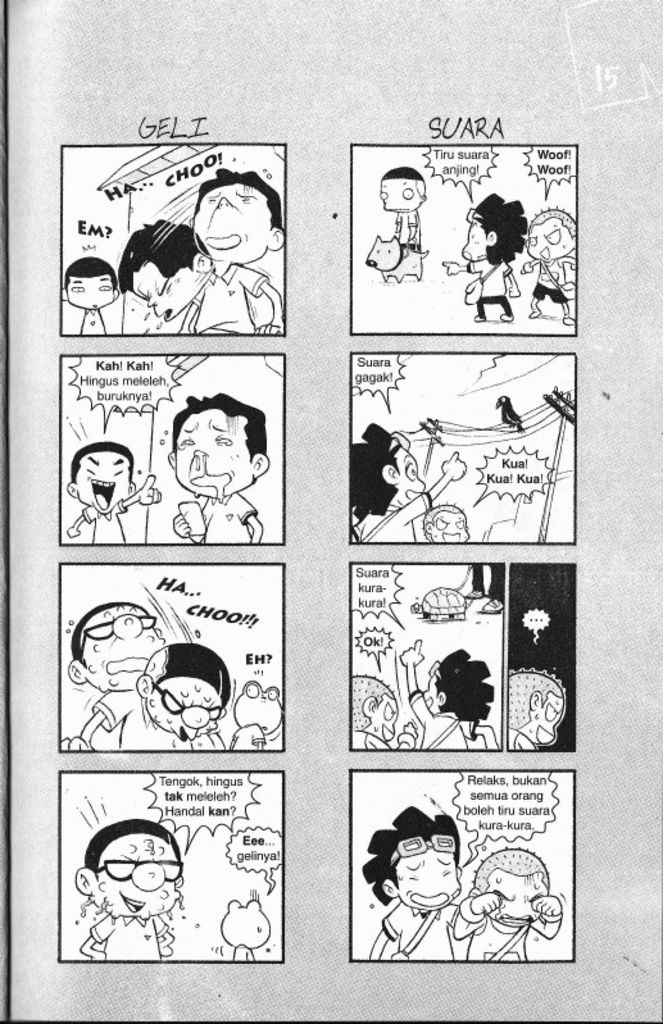 15
GELI
HA... CHOO!
EM?
Kah! Kah!
Hingus meleleh,
buruknya!
HA...
CHOO!!!
EH?
Tengok, hingus
tak meleleh?
Handal kan?
Eee...
gelinya!
SUARA
Tiru suara
anjing!
Woof!
Woof!
Suara
gagak!
Kua!
Kua! Kua!
Suara
kura-
kura!
Ok!
...
Relaks, bukan
semua orang
boleh tiru suara
kura-kura.